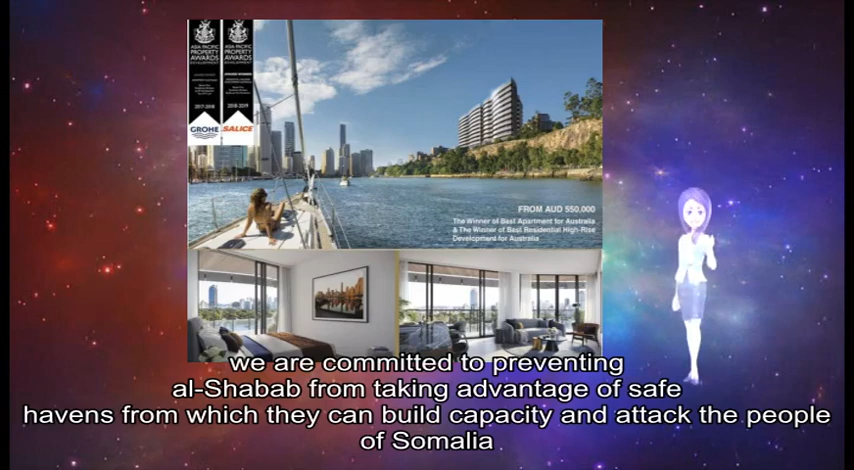 ASIA PACIFIC
PROPERTY
AWARDS
DEVELOPMENT
2017-2018
ASIA PACIFIC
PROPERTY
AWARDS
DEVELOPMENT
2018-2019
GROHE
SALICE
FROM AUD 550,000
The Winner of Best Apartment for Australia
& The Winner of Best Residential High-Rise
Development for Australia
we are committed to preventing
al-Shabab from taking advantage of safe
havens from which they can build capacity and attack the people
of Somalia